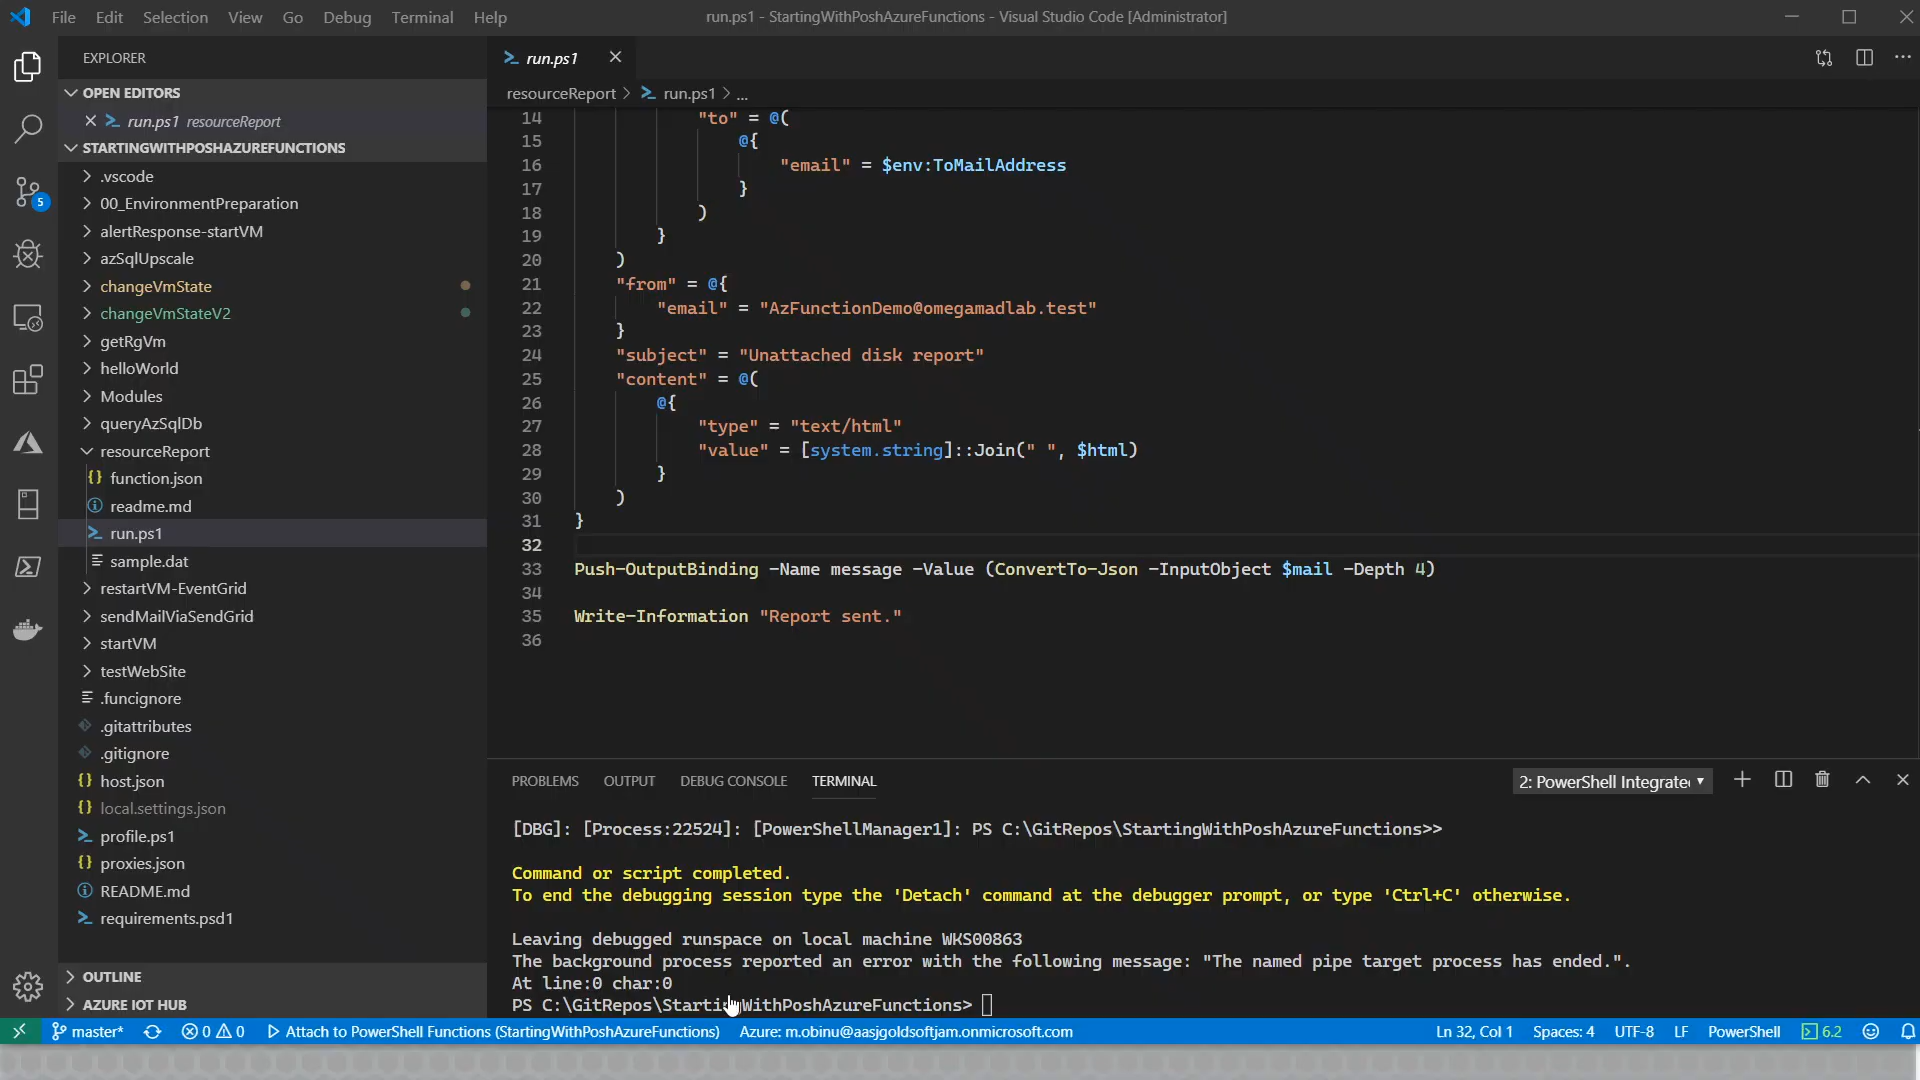 File Edit Selection View Go Debug Terminal Help
run.ps1 - StartingWithPoshAzureFunctions - Visual Studio Code [Administrator]
EXPLORER
OPEN EDITORS
run.ps1 resourceReport
STARTINGWITHPOSHAZUREFUNCTIONS
.vscode
00_EnvironmentPreparation
alertResponse-startVM
azSqlUpscale
changeVmState
changeVmStateV2
getRgVm
helloWorld
Modules
queryAzSqlDb
resourceReport
function.json
readme.md
run.ps1
sample.dat
restartVM-EventGrid
sendMailViaSendGrid
startVM
testWebSite
.funcignore
.gitattributes
.gitignore
host.json
local.settings.json
profile.ps1
proxies.json
README.md
requirements.psd1
OUTLINE
AZURE IOT HUB
5
run.ps1
resourceReport > run.ps1 > ...
14 "to" = @(
15 @{
16 "email" = $env:ToMailAddress
17 }
18 )
19 }
20 )
21 "from" = @{
22 "email" = "AzFunctionDemo@omegamadlab.test"
23 }
24 "subject" = "Unattached disk report"
25 "content" = @(
26 @{
27 "type" = "text/html"
28 "value" = [system.string]::Join(" ", $html)
29 }
30 )
31 }
32
33 Push-OutputBinding -Name message -Value (ConvertTo-Json -InputObject $mail -Depth 4)
34
35 Write-Information "Report sent."
36
PROBLEMS OUTPUT DEBUG CONSOLE TERMINAL
2: PowerShell Integrate
[DBG]: [Process:22524]: [PowerShellManager1]: PS C:\GitRepos\StartingWithPoshAzureFunctions>>
Command or script completed.
To end the debugging session type the 'Detach' command at the debugger prompt, or type 'Ctrl+C' otherwise.
Leaving debugged runspace on local machine WKS00863
The background process reported an error with the following message: "The named pipe target process has ended.".
At line:0 char:0
PS C:\GitRepos\StartingWithPoshAzureFunctions>
master* 0 0 Attach to PowerShell Functions (StartingWithPoshAzureFunctions) Azure: m.obinu@aasjgoldsoftjam.onmicrosoft.com Ln 32, Col 1 Spaces: 4 UTF-8 LF PowerShell 6.2